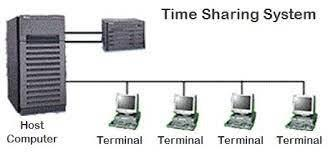 Time Sharing System
Host
Computer
Terminal Terminal Terminal Terminal